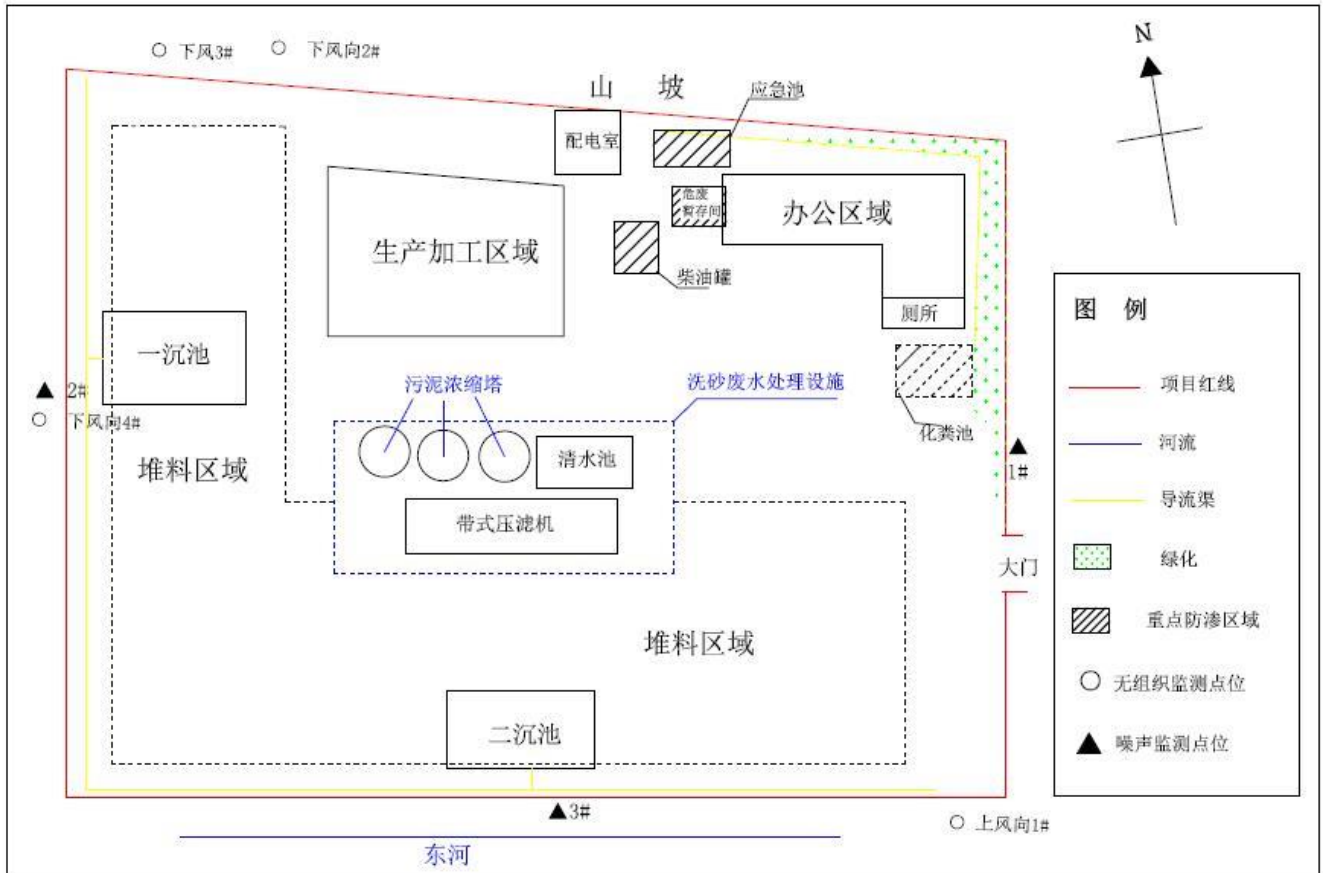 下风3#
下风向2#
N
山 坡
应急池
配电室
危废
暂存间
办公区域
生产加工区域
柴油罐
厕所
图 例
一沉池
项目红线
污泥浓缩塔
洗砂废水处理设施
2#
下风向4#
化粪池
河流
堆料区域
清水池
1#
导流渠
带式压滤机
大门
绿化
堆料区域
重点防渗区域
无组织监测点位
二沉池
噪声监测点位
3#
上风向1#
东河